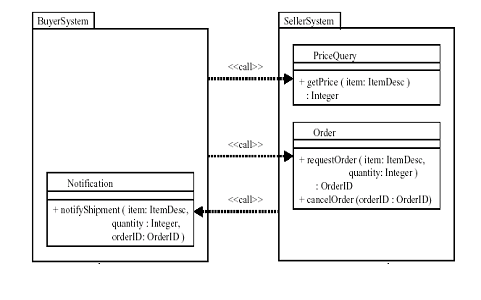 BuyerSystem
SellerSystem
<<call>>
PriceQuery
+ getPrice ( item: ItemDesc )
: Integer
<<call>>
Order
+ requestOrder ( item: ItemDesc,
quantity: Integer )
: OrderID
+ cancelOrder (orderID : OrderID)
<<call>>
Notification
+ notifyShipment ( item: ItemDesc,
quantity : Integer,
orderID: OrderID )